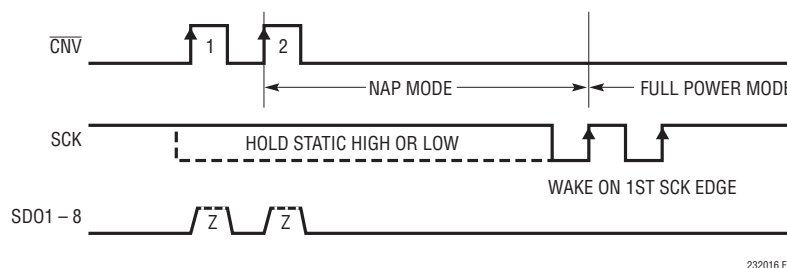 CNV
1 2
NAP MODE FULL POWER MODE
SCK
HOLD STATIC HIGH OR LOW
WAKE ON 1ST SCK EDGE
SDO1 – 8
Z Z
232016 F